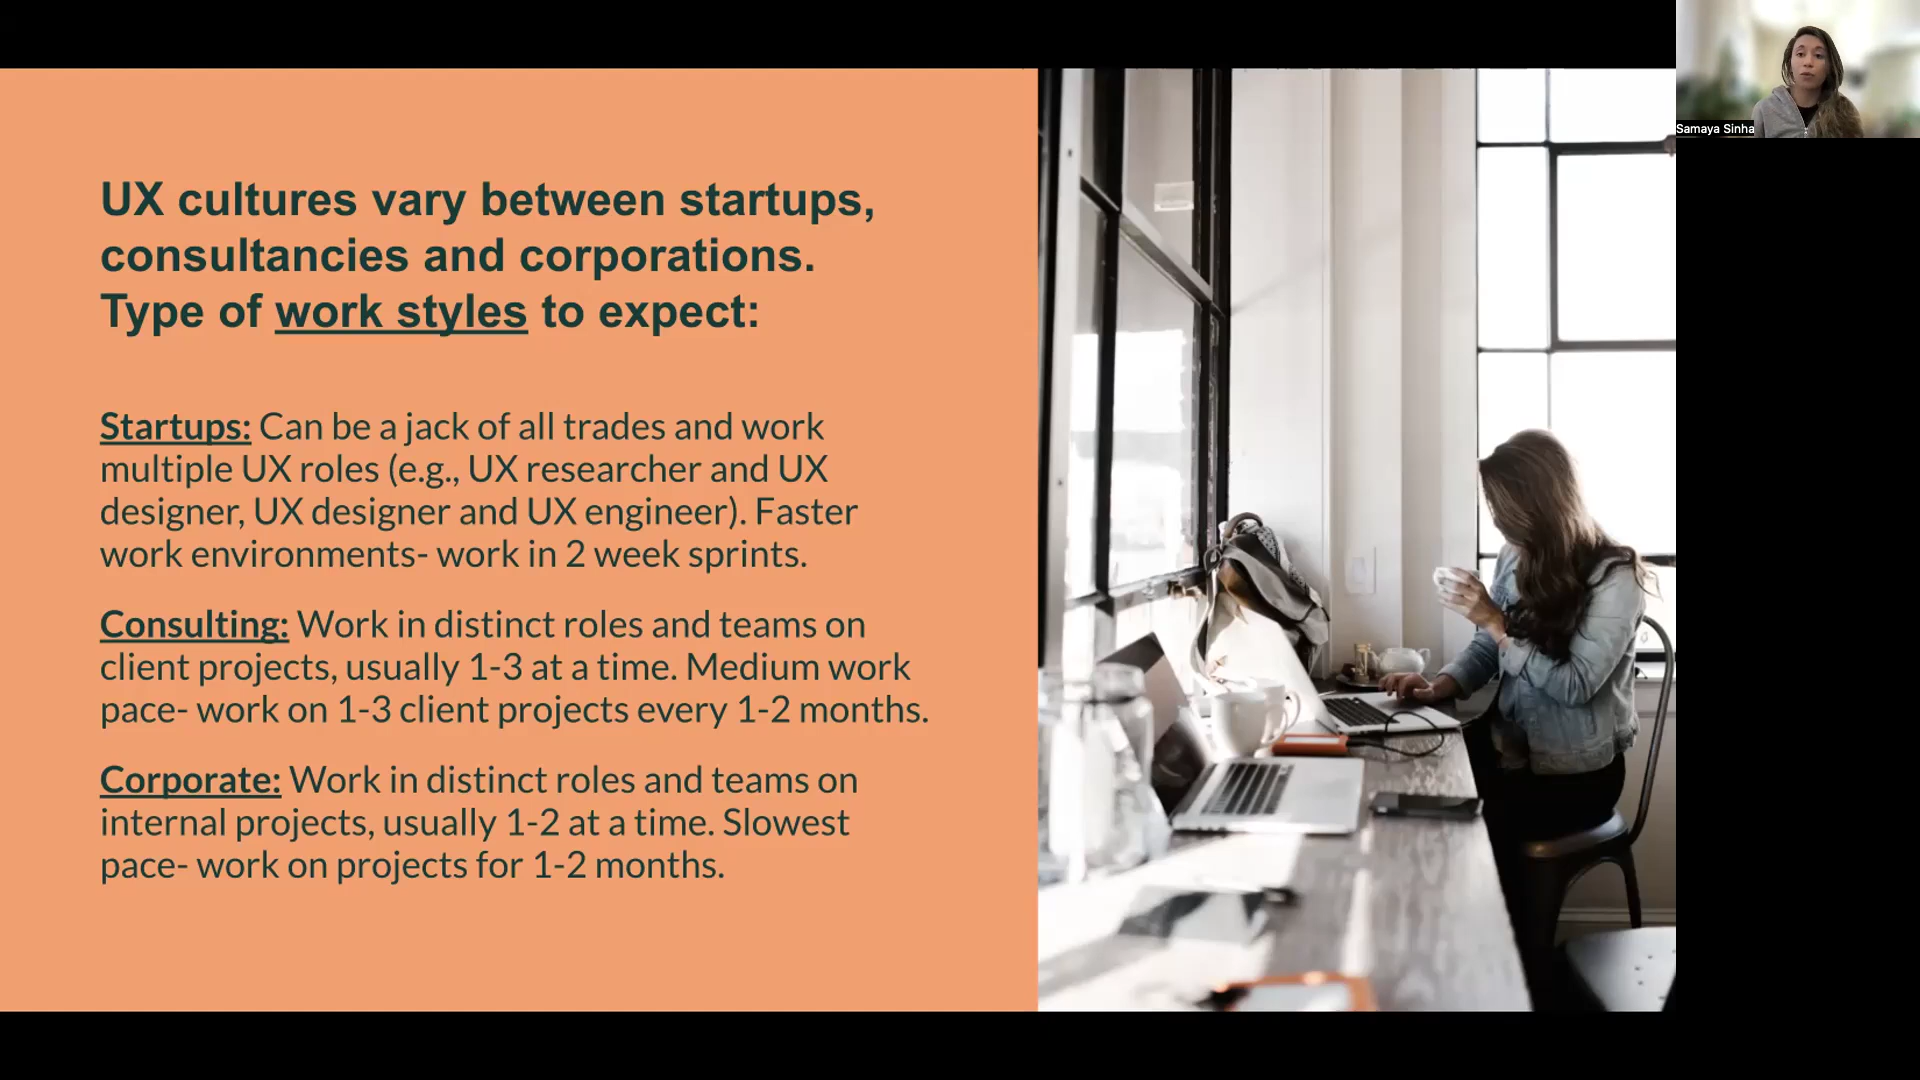 UX cultures vary between startups,
consultancies and corporations.
Type of work styles to expect:
Startups: Can be a jack of all trades and work
multiple UX roles (e.g., UX researcher and UX
designer, UX designer and UX engineer). Faster
work environments- work in 2 week sprints.
Consulting: Work in distinct roles and teams on
client projects, usually 1-3 at a time. Medium work
pace- work on 1-3 client projects every 1-2 months.
Corporate: Work in distinct roles and teams on
internal projects, usually 1-2 at a time. Slowest
pace- work on projects for 1-2 months.
Samaya Sinha